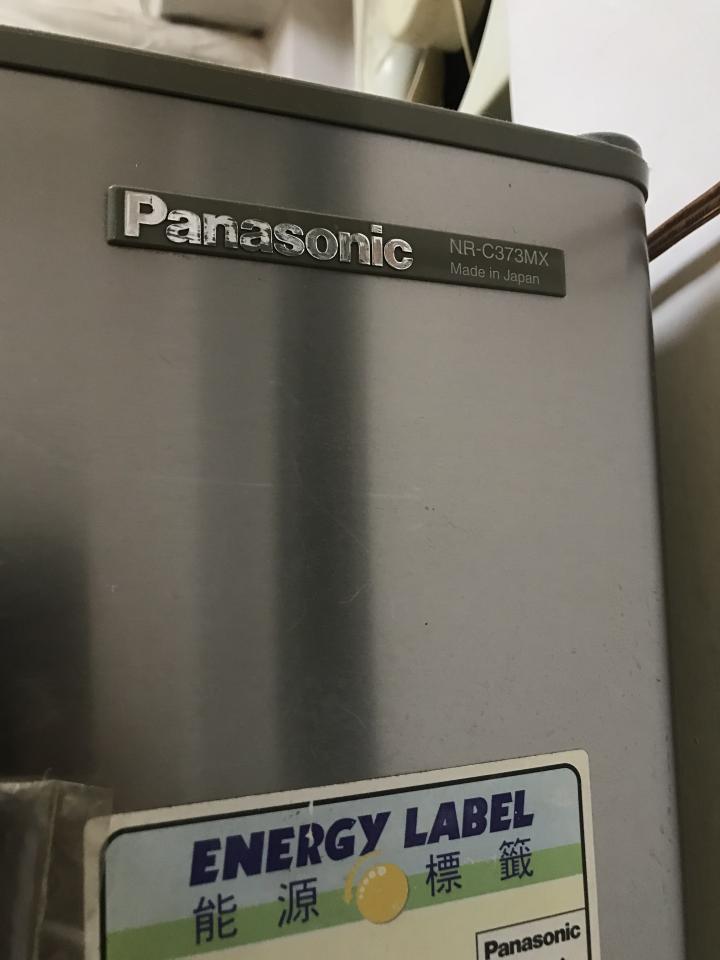 Panasonic
NR-C373MX
Made in Japan
ENERGY LABEL
能源標籤
Panasonic